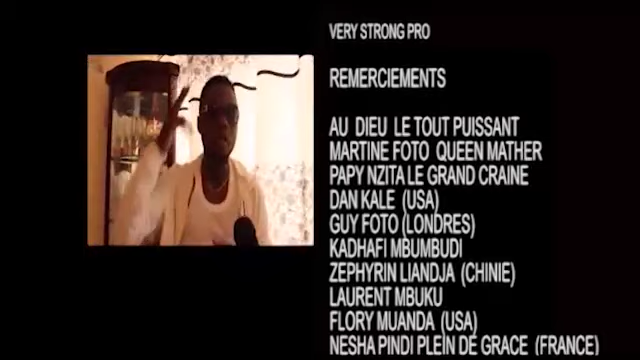 VERY STRONG PRO
REMERCIEMENTS
AU DIEU LE TOUT PUISSANT
MARTINE FOTO QUEEN MATHER
PAPY NZITA LE GRAND CRAINE
DAN KALE (USA)
GUY FOTO (LONDRES)
KADHAFI MBUMBUDI
ZEPHYRIN LIANDJA (CHINIE)
LAURENT MBUKU
FLORY MUANDA (USA)
NESHA PINDI PLEIN DE GRACE (FRANCE)